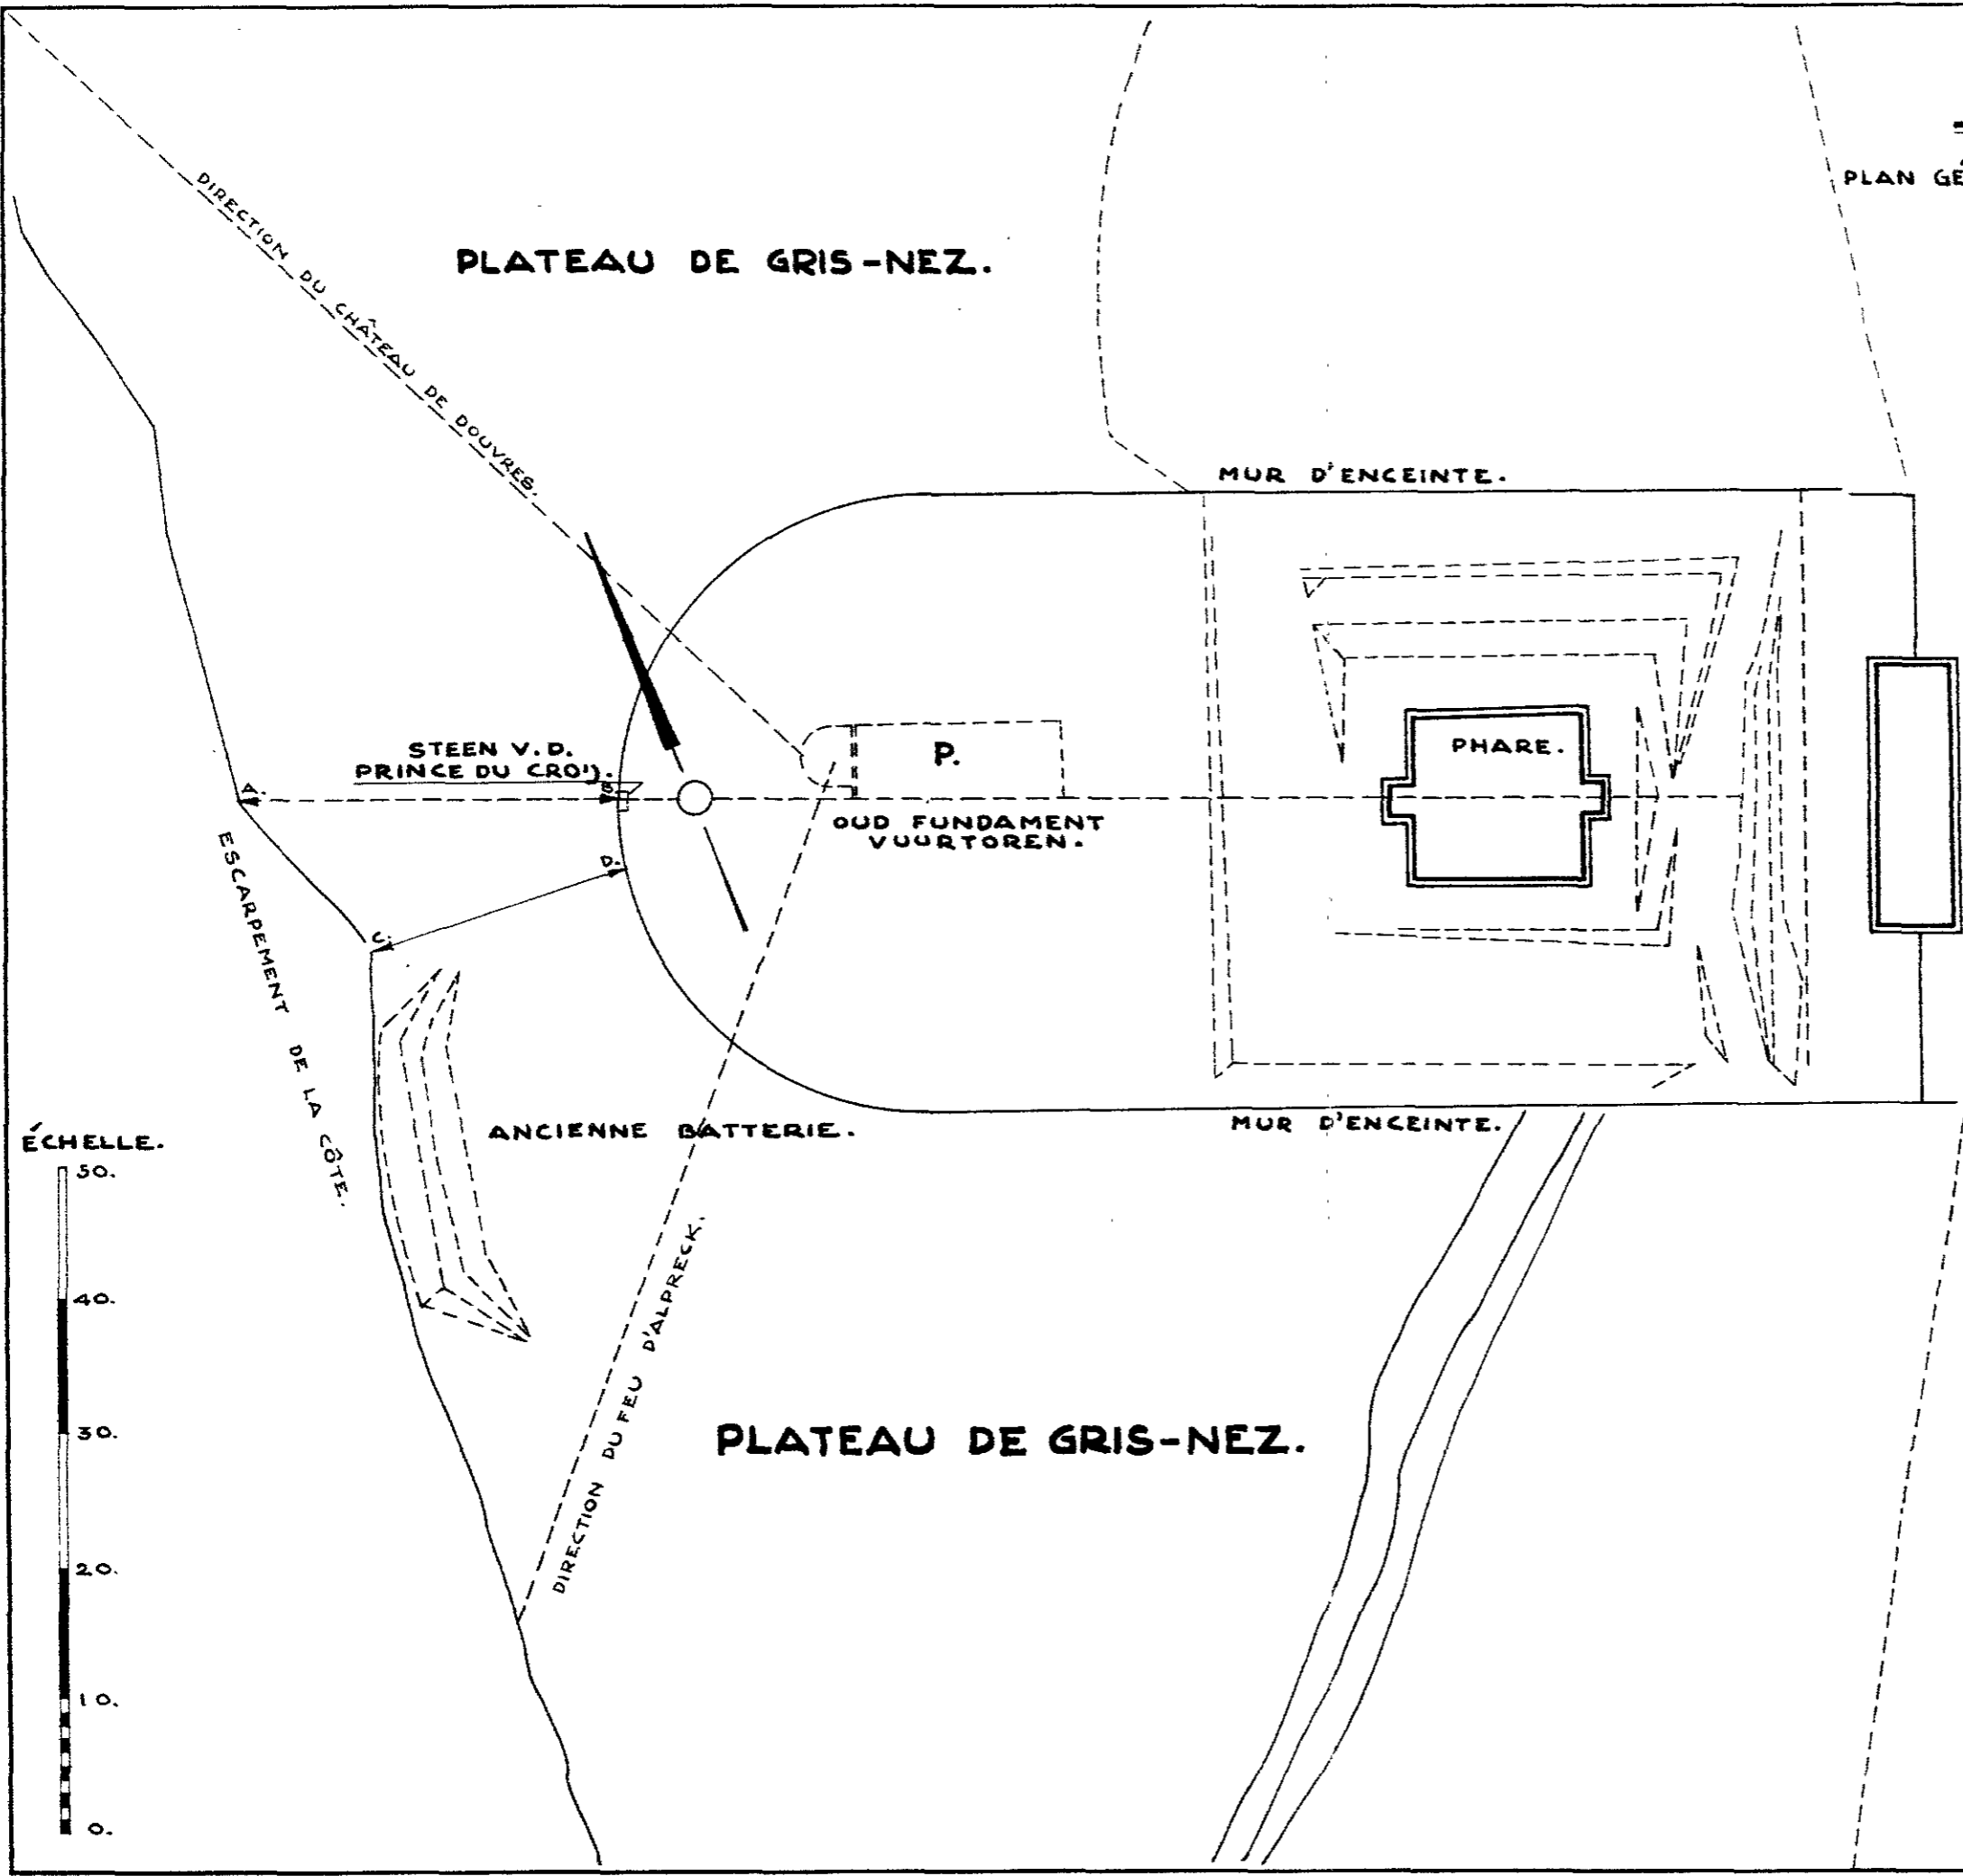 PLAN GÉ
DIRECTION DU CHÂTEAU DE DOUVRES.
PLATEAU DE GRIS-NEZ.
MUR D'ENCEINTE.
STEEN V.D.
PRINCE DU CROŸ.
P.
PHARE.
A.
B.
OUD FUNDAMENT
VUURTOREN.
D.
C.
ESCARPEMENT DE LA CÔTE.
ANCIENNE BATTERIE.
MUR D'ENCEINTE.
ÉCHELLE.
50.
40.
30.
20.
10.
0.
DIRECTION DU FEU D'ALPRECK.
PLATEAU DE GRIS-NEZ.